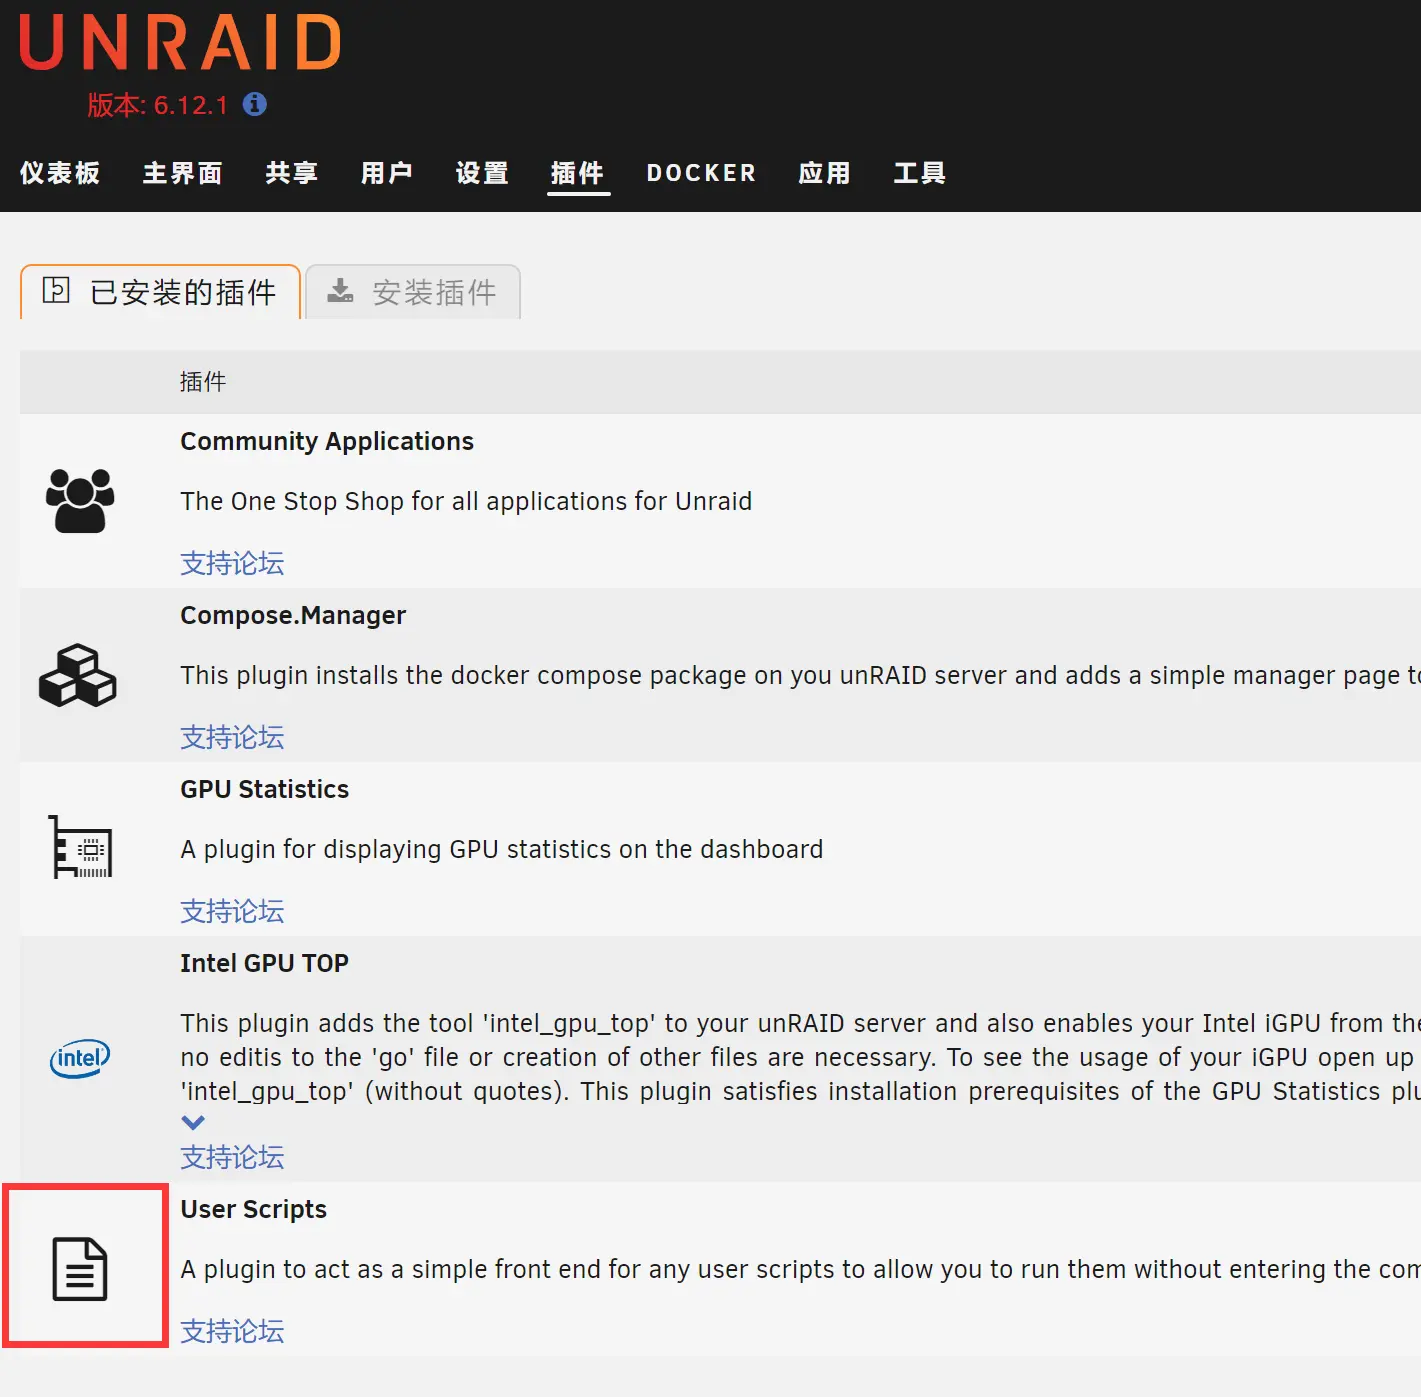 UNRAID
版本: 6.12.1
仪表板 主界面 共享 用户 设置 插件 DOCKER 应用 工具
已安装的插件 安装插件
插件
Community Applications
The One Stop Shop for all applications for Unraid
支持论坛
Compose.Manager
This plugin installs the docker compose package on you unRAID server and adds a simple manager page
支持论坛
GPU Statistics
A plugin for displaying GPU statistics on the dashboard
支持论坛
Intel GPU TOP
This plugin adds the tool 'intel_gpu_top' to your unRAID server and also enables your Intel iGPU from
intel
no editis to the 'go' file or creation of other files are necessary. To see the usage of your iGPU open up
'intel_gpu_top' (without quotes). This plugin satisfies installation prerequisites of the GPU Statistics
支持论坛
User Scripts
A plugin to act as a simple front end for any user scripts to allow you to run them without entering the
支持论坛